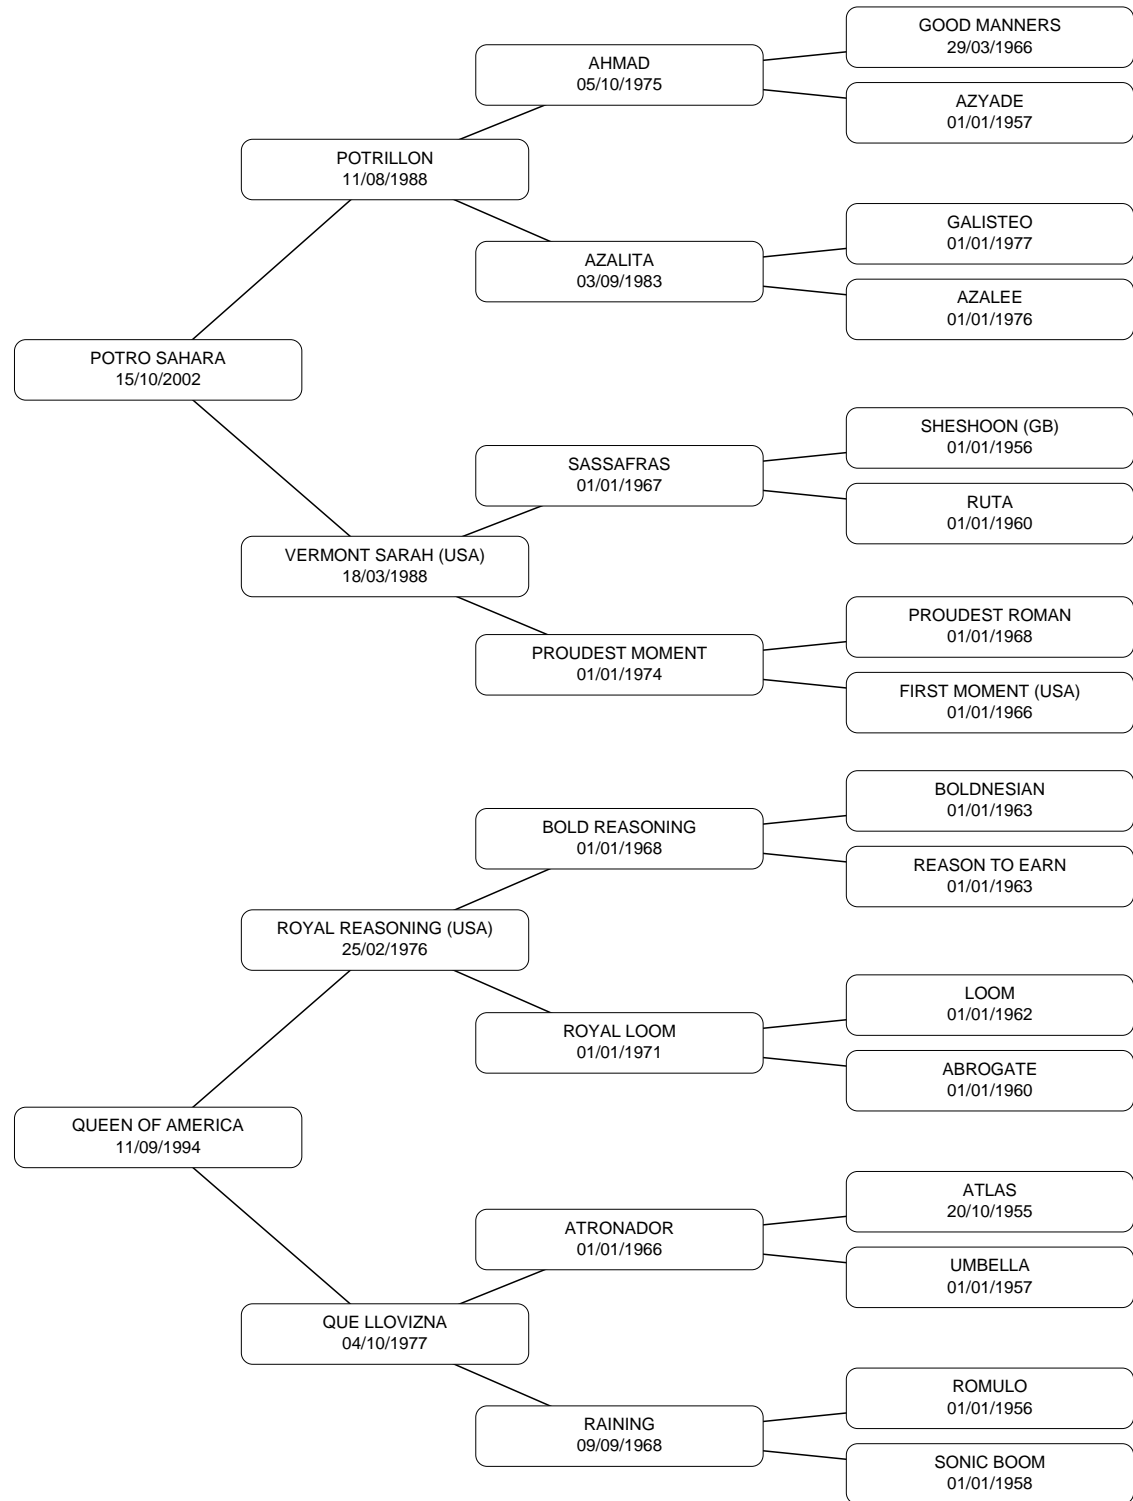 GOOD MANNERS
29/03/1966
AHMAD
05/10/1975
AZYADE
01/01/1957
POTRILLON
11/08/1988
GALISTEO
01/01/1977
AZALITA
03/09/1983
AZALEE
01/01/1976
POTRO SAHARA
15/10/2002
SHESHOON (GB)
01/01/1956
SASSAFRAS
01/01/1967
RUTA
01/01/1960
VERMONT SARAH (USA)
18/03/1988
PROUDEST ROMAN
01/01/1968
PROUDEST MOMENT
01/01/1974
FIRST MOMENT (USA)
01/01/1966
BOLDNESIAN
01/01/1963
BOLD REASONING
01/01/1968
REASON TO EARN
01/01/1963
ROYAL REASONING (USA)
25/02/1976
LOOM
01/01/1962
ROYAL LOOM
01/01/1971
ABROGATE
01/01/1960
QUEEN OF AMERICA
11/09/1994
ATLAS
20/10/1955
ATRONADOR
01/01/1966
UMBELLA
01/01/1957
QUE LLOVIZNA
04/10/1977
ROMULO
01/01/1956
RAINING
09/09/1968
SONIC BOOM
01/01/1958